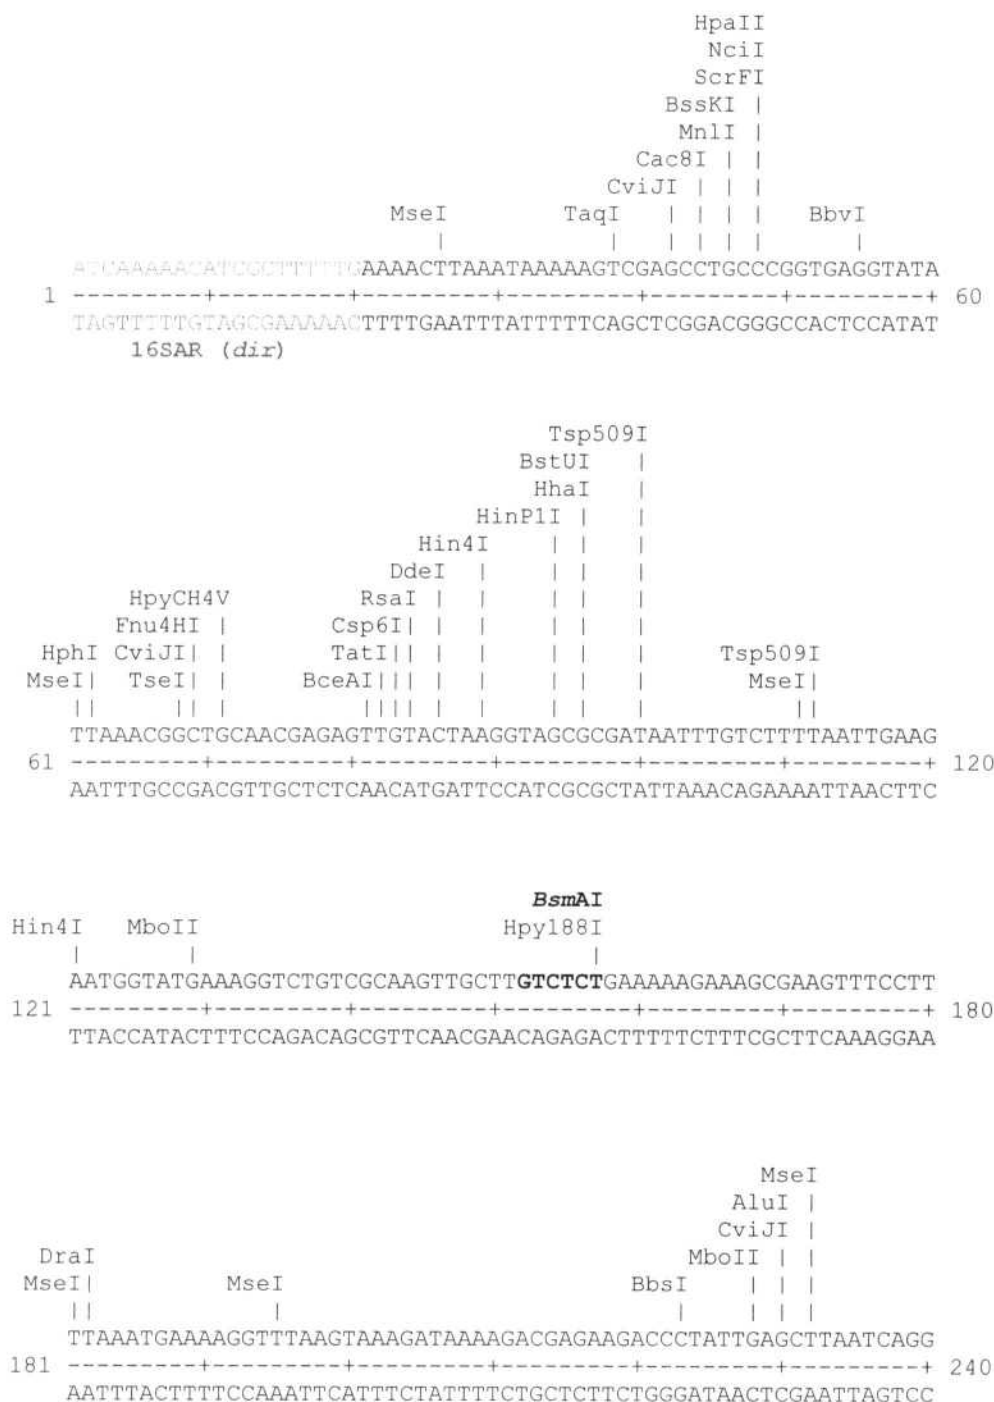 HpaII
NciI
ScrFI
BssKI |
MnlI |
Cac8I | |
CviJI | | |
MseI TaqI | | | | BbvI
| | | | | | |
ATCAAAAACATCGCTTTTTGAAAACTTAAATAAAAAGTCGAGCCTGCCCGGTGAGGTATA
1 ---------+---------+---------+---------+---------+---------+ 60
TAGTTTTTGTAGCGAAAAACTTTTGAATTTATTTTTCAGCTCGGACGGGCCACTCCATAT
16SAR (dir)
Tsp509I
BstUI |
HhaI |
HinP1I | |
Hin4I | | |
DdeI | | | |
HpyCH4V RsaI | | | | |
Fnu4HI | Csp6I| | | | | |
HphI CviJI| | TatI|| | | | | | Tsp509I
MseI| TseI| | BceAI||| | | | | | MseI|
|| || | |||| | | | | | ||
TTAAACGGCTGCAACGAGAGTTGTACTAAGGTAGCGCGATAATTTGTCTTTTAATTGAAG
61 ---------+---------+---------+---------+---------+---------+ 120
AATTTGCCGACGTTGCTCTCAACATGATTCCATCGCGCTATTAAACAGAAAATTAACTTC
BsmAI
Hin4I MboII Hpy188I
| | |
AATGGTATGAAAGGTCTGTCGCAAGTTGCTTGTCTCTGAAAAAGAAAGCGAAGTTTCCTT
121 ---------+---------+---------+---------+---------+---------+ 180
TTACCATACTTTCCAGACAGCGTTCAACGAACAGAGACTTTTTCTTTCGCTTCAAAGGAA
MseI
AluI |
CviJI |
DraI MboII | |
MseI| MseI BbsI | | |
|| | | | | |
TTAAATGAAAAGGTTTAAGTAAAGATAAAAGACGAGAAGACCCTATTGAGCTTAATCAGG
181 ---------+---------+---------+---------+---------+---------+ 240
AATTTACTTTTCCAAATTCATTTCTATTTTCTGCTCTTCTGGGATAACTCGAATTAGTCC